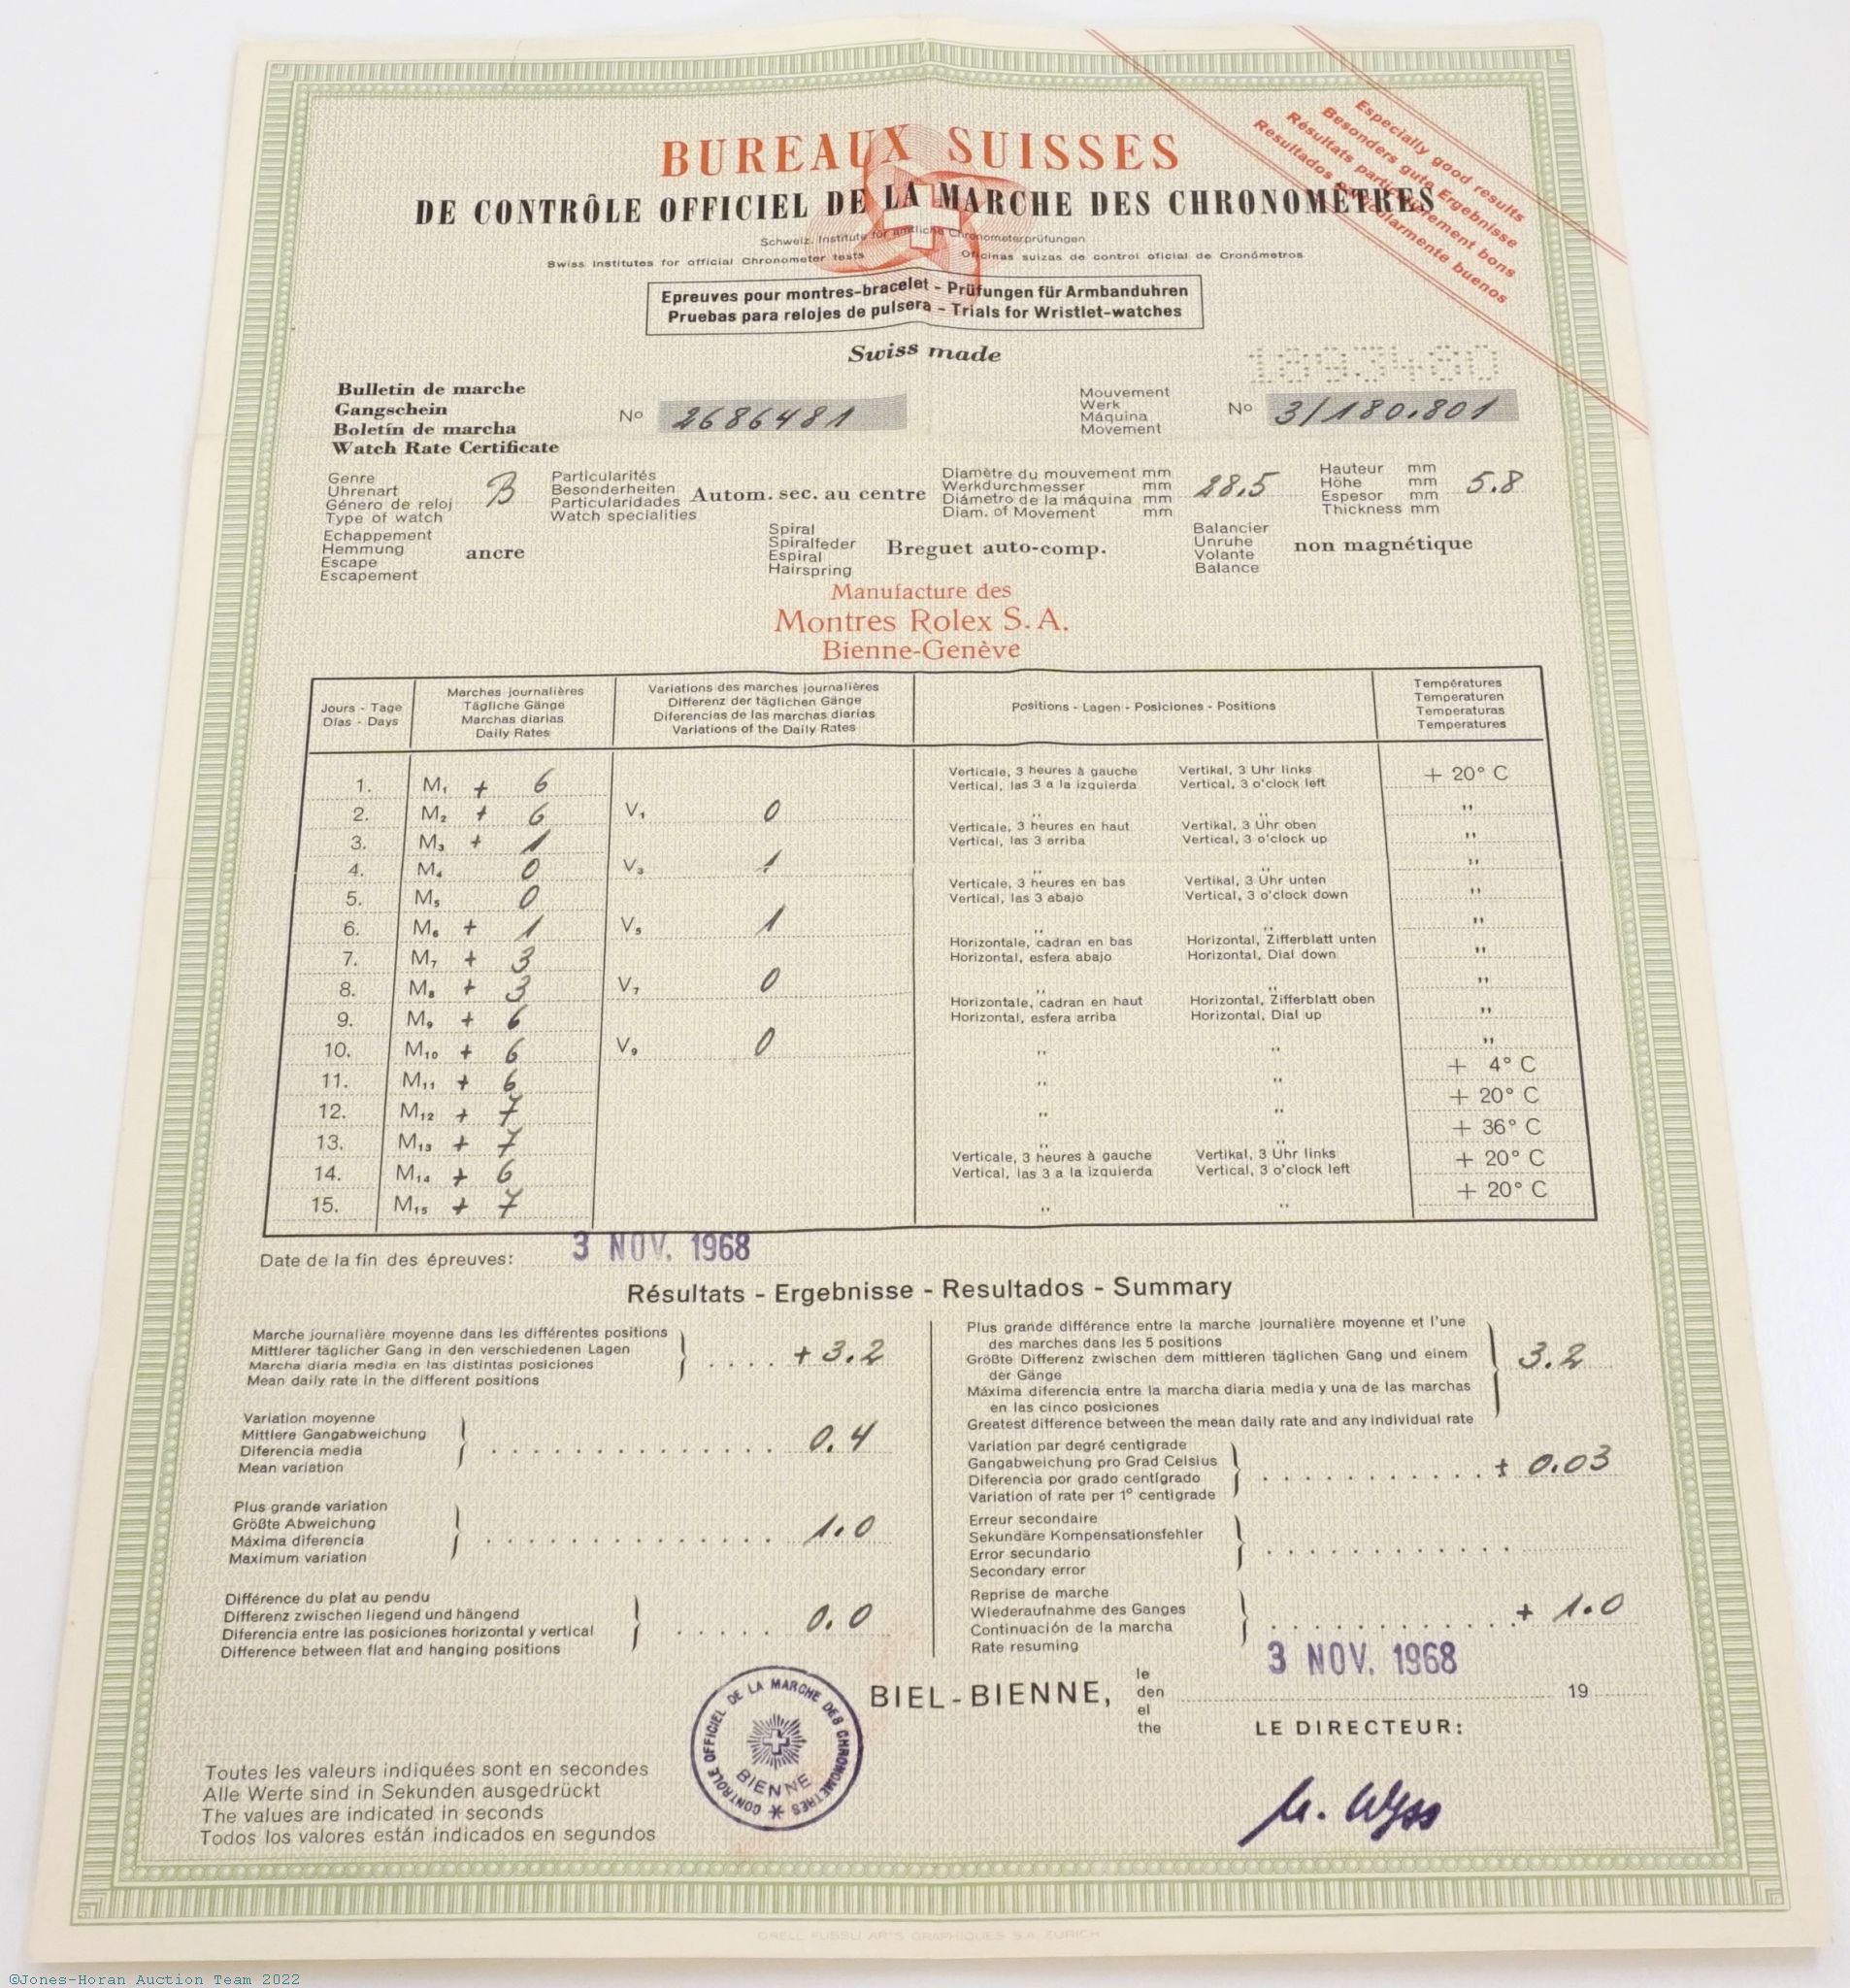 BUREAUX SUISSES
DE CONTRÔLE OFFICIEL DE LA MARCHE DES CHRONOMÈTRES
Schweiz. Institute für amtliche Chronometerprüfungen
Swiss Institutes for official Chronometer tests Oficinas suizas de control oficial de Cronómetros
Especially good results
Besonders gute Ergebnisse
Résultats particulièrement bons
Resultados particularmente buenos
Epreuves pour montres-bracelet - Prüfungen für Armbanduhren
Pruebas para relojes de pulsera - Trials for Wristlet-watches
Swiss made
1893480
Bulletin de marche
Gangschein
Boletín de marcha
Watch Rate Certificate
No 2686481
Mouvement
Werk
Máquina
Movement
No 3/180.801
Genre
Uhrenart
Género de reloj
Type of watch
B
Particularités
Besonderheiten
Particularidades
Watch specialities
Autom. sec. au centre
Diamètre du mouvement mm
Werkdurchmesser mm
Diámetro de la máquina mm
Diam. of Movement mm
28,5
Hauteur mm
Höhe mm
Espesor mm
Thickness mm
5.8
Echappement
Hemmung
Escape
Escapement
ancre
Spiral
Spiralfeder
Espiral
Hairspring
Breguet auto-comp.
Balancier
Unruhe
Volante
Balance
non magnétique
Manufacture des
Montres Rolex S.A.
Bienne-Genève
Jours - Tage
Días - Days
Marches journalières
Tägliche Gänge
Marchas diarias
Daily Rates
Variations des marches journalières
Differenz der täglichen Gänge
Diferencias de las marchas diarias
Variations of the Daily Rates
Positions - Lagen - Posiciones - Positions
Températures
Temperaturen
Temperaturas
Temperatures
1. M1 + 6 Verticale, 3 heures à gauche Vertikal, 3 Uhr links + 20° C
Vertical, las 3 a la izquierda Vertical, 3 o'clock left
2. M2 + 6 V1 0 " " "
3. M3 + 1 Verticale, 3 heures en haut Vertikal, 3 Uhr oben "
Vertical, las 3 arriba Vertical, 3 o'clock up
4. M4 0 V3 1 " " "
5. M5 0 Verticale, 3 heures en bas Vertikal, 3 Uhr unten "
Vertical, las 3 abajo Vertical, 3 o'clock down
6. M6 + 1 V5 1 " " "
7. M7 + 3 Horizontale, cadran en bas Horizontal, Zifferblatt unten "
Horizontal, esfera abajo Horizontal, Dial down
8. M8 + 3 V7 0 " " "
9. M9 + 6 Horizontale, cadran en haut Horizontal, Zifferblatt oben "
Horizontal, esfera arriba Horizontal, Dial up
10. M10 + 6 V9 0 " " "
11. M11 + 6 " " + 4° C
12. M12 + 7 " " + 20° C
13. M13 + 7 " " + 36° C
14. M14 + 6 Verticale, 3 heures à gauche Vertikal, 3 Uhr links + 20° C
Vertical, las 3 a la izquierda Vertical, 3 o'clock left
15. M15 + 7 " " + 20° C
Date de la fin des épreuves: 3 NOV. 1968
Résultats - Ergebnisse - Resultados - Summary
Marche journalière moyenne dans les différentes positions
Mittlerer täglicher Gang in den verschiedenen Lagen
Marcha diaria media en las distintas posiciones
Mean daily rate in the different positions
+ 3.2
Variation moyenne
Mittlere Gangabweichung
Diferencia media
Mean variation
0.4
Plus grande variation
Größte Abweichung
Máxima diferencia
Maximum variation
1.0
Différence du plat au pendu
Differenz zwischen liegend und hängend
Diferencia entre las posiciones horizontal y vertical
Difference between flat and hanging positions
0.0
Plus grande différence entre la marche journalière moyenne et l'une
des marches dans les 5 positions
Größte Differenz zwischen dem mittleren täglichen Gang und einem
der Gänge
Máxima diferencia entre la marcha diaria media y una de las marchas
en las cinco posiciones
Greatest difference between the mean daily rate and any individual rate
3.2
Variation par degré centigrade
Gangabweichung pro Grad Celsius
Diferencia por grado centígrado
Variation of rate per 1° centigrade
+ 0.03
Erreur secondaire
Sekundäre Kompensationsfehler
Error secundario
Secondary error
Reprise de marche
Wiederaufnahme des Ganges
Continuación de la marcha
Rate resuming
+ 1.0
BIEL-BIENNE,
le
den
el
the
3 NOV. 1968
19
LE DIRECTEUR:
CONTROLE OFFICIEL DE LA MARCHE DES CHRONOMETRES
BIENNE
Toutes les valeurs indiquées sont en secondes
Alle Werte sind in Sekunden ausgedrückt
The values are indicated in seconds
Todos los valores están indicados en segundos
ORELL FÜSSLI ARTS GRAPHIQUES S.A. ZURICH
©Jones-Horan Auction Team 2022